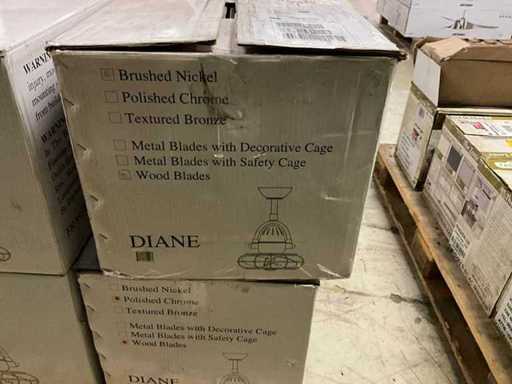 Brushed Nickel
Polished Chrome
Textured Bronze
Metal Blades with Decorative Cage
Metal Blades with Safety Cage
Wood Blades
DIANE
Brushed Nickel
Polished Chrome
Textured Bronze
Metal Blades with Decorative Cage
Metal Blades with Safety Cage
Wood Blades
DIANE